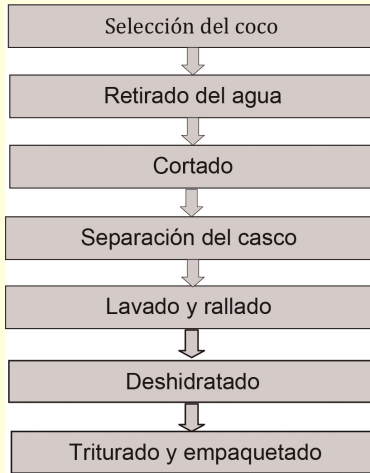 Selección del coco
Retirado del agua
Cortado
Separación del casco
Lavado y rallado
Deshidratado
Triturado y empaquetado